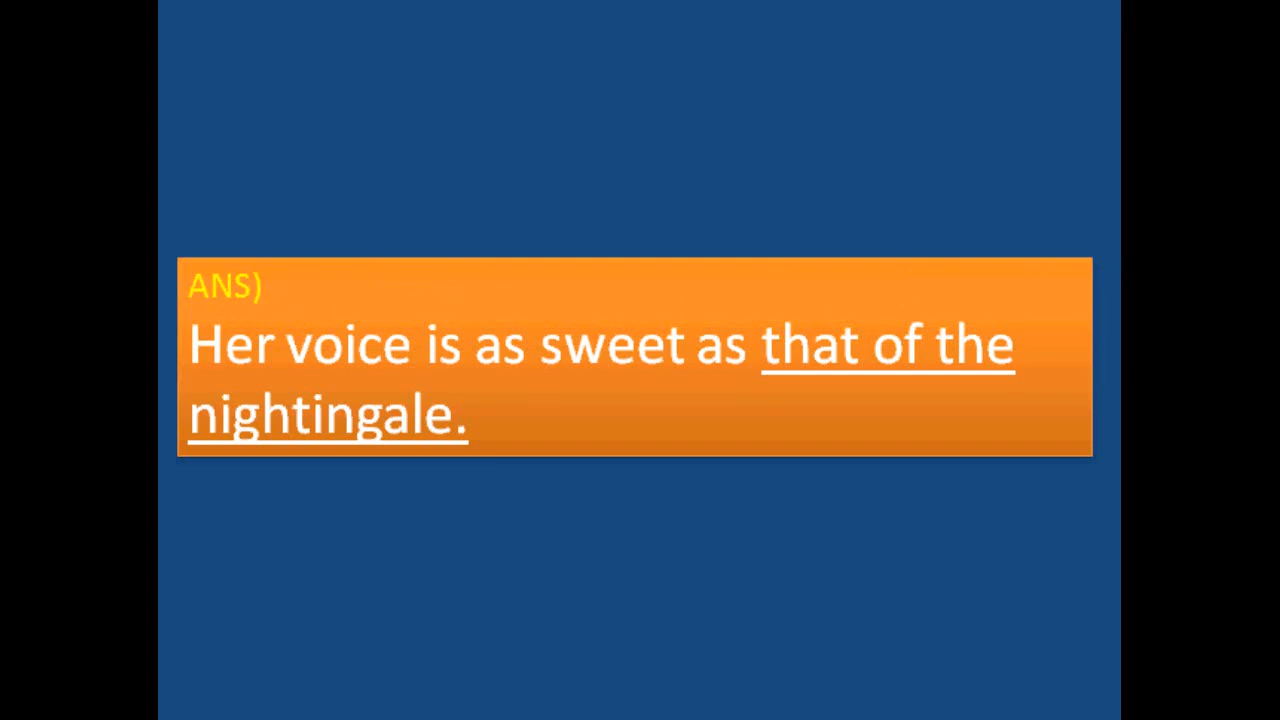 ANS)
Her voice is as sweet as that of the
nightingale.